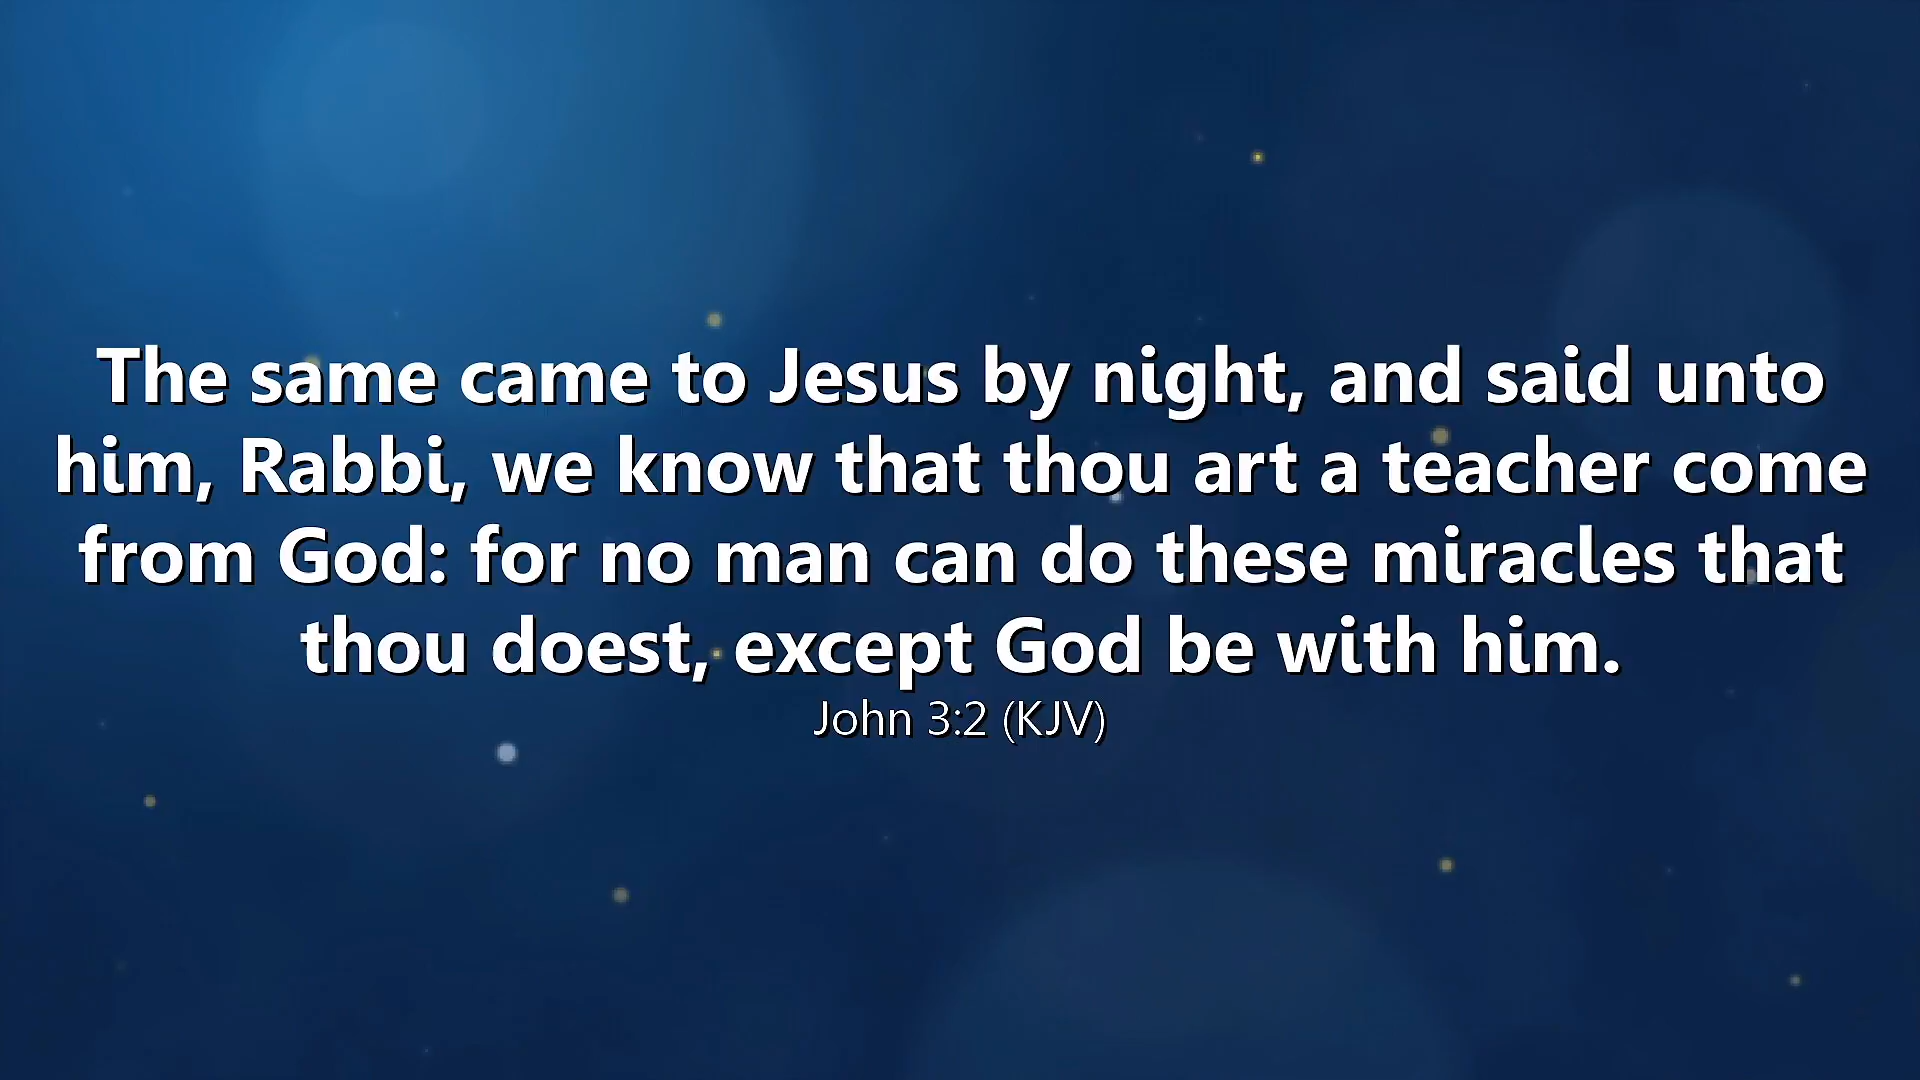 The same came to Jesus by night, and said unto
him, Rabbi, we know that thou art a teacher come
from God: for no man can do these miracles that
thou doest, except God be with him.
John 3:2 (KJV)